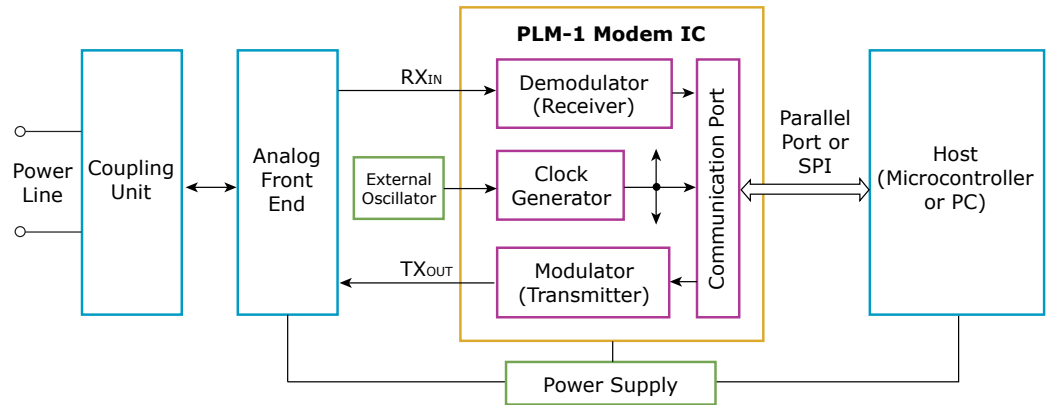 PLM-1 Modem IC
Power
Line
Coupling
Unit
Analog
Front
End
RXIN
Demodulator
(Receiver)
External
Oscillator
Clock
Generator
TXOUT
Modulator
(Transmitter)
Communication Port
Parallel
Port or
SPI
Host
(Microcontroller
or PC)
Power Supply